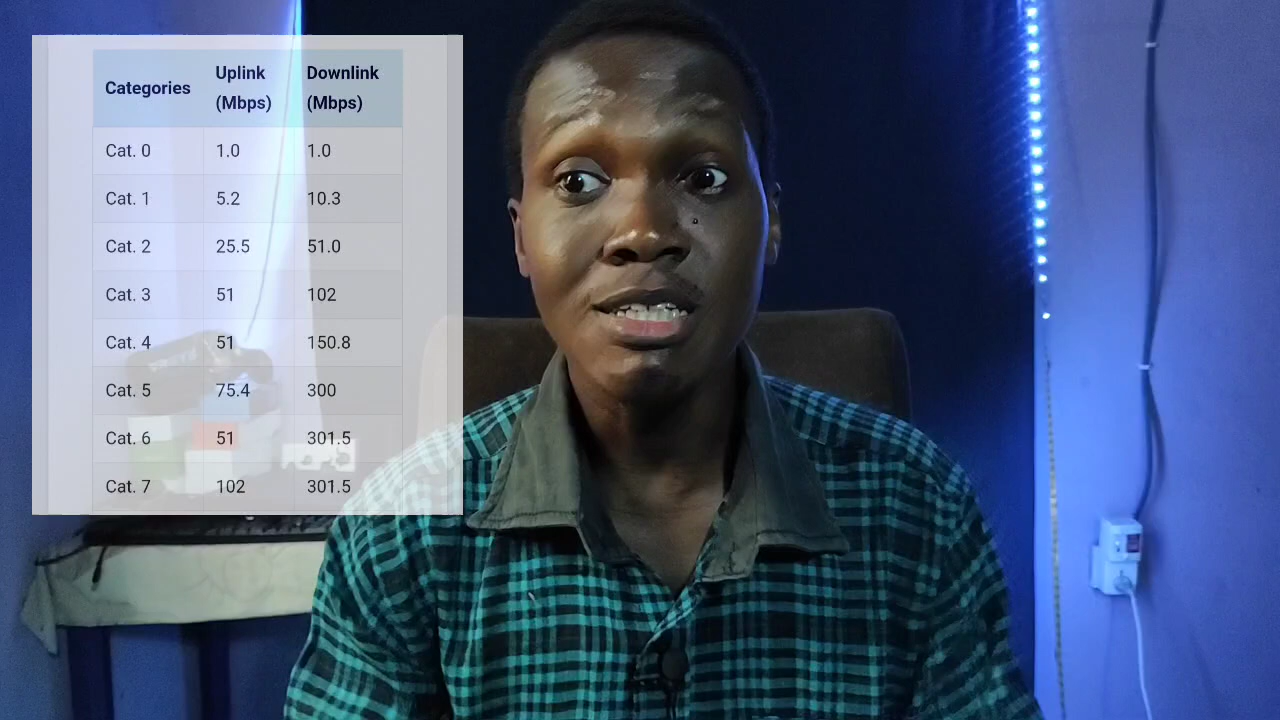 Categories Uplink (Mbps) Downlink (Mbps)
Cat. 0 1.0 1.0
Cat. 1 5.2 10.3
Cat. 2 25.5 51.0
Cat. 3 51 102
Cat. 4 51 150.8
Cat. 5 75.4 300
Cat. 6 51 301.5
Cat. 7 102 301.5